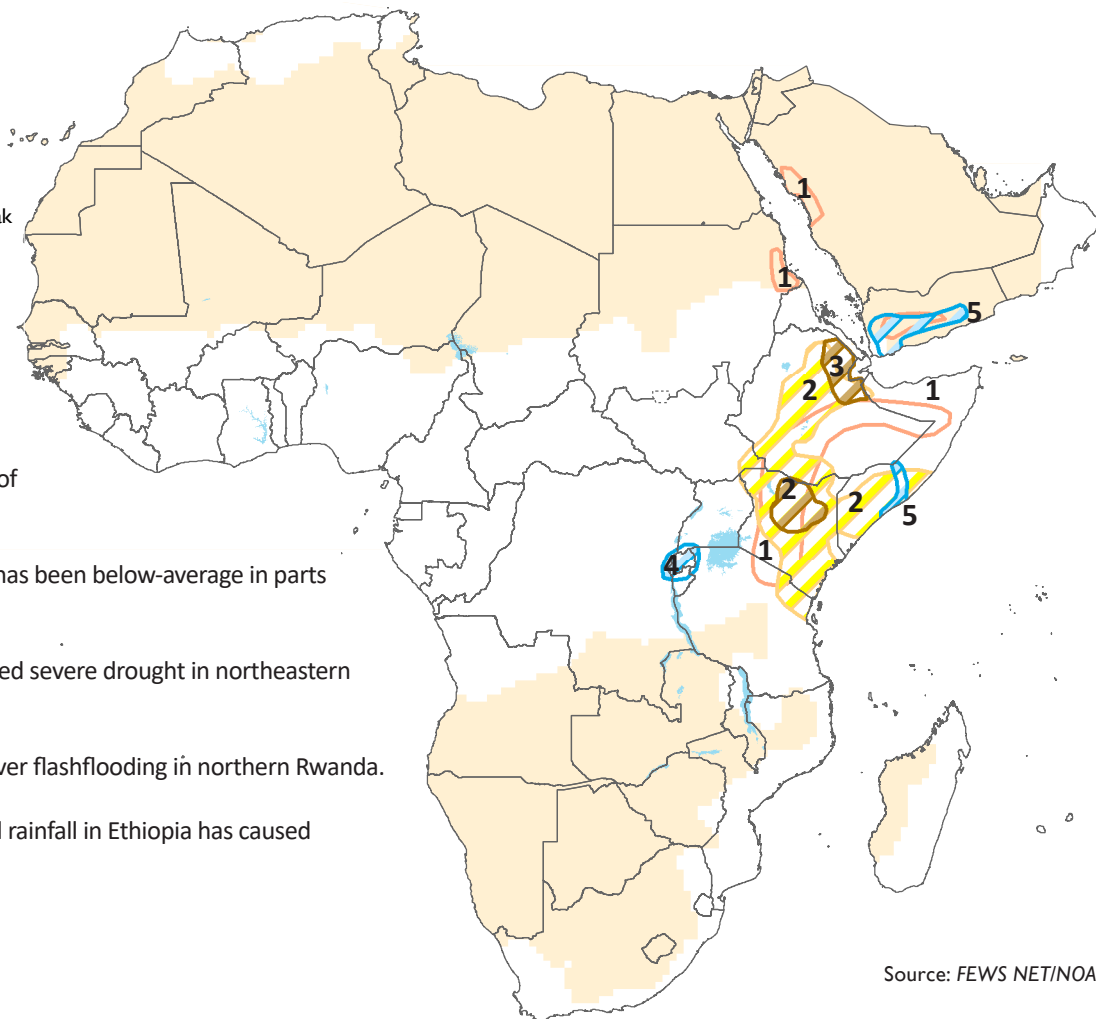 ak
of
has been below-average in parts
ed severe drought in northeastern
ver flashflooding in northern Rwanda.
d rainfall in Ethiopia has caused
1
1
5
3
2
1
2
2
5
1
4
Source: FEWS NET/NOA